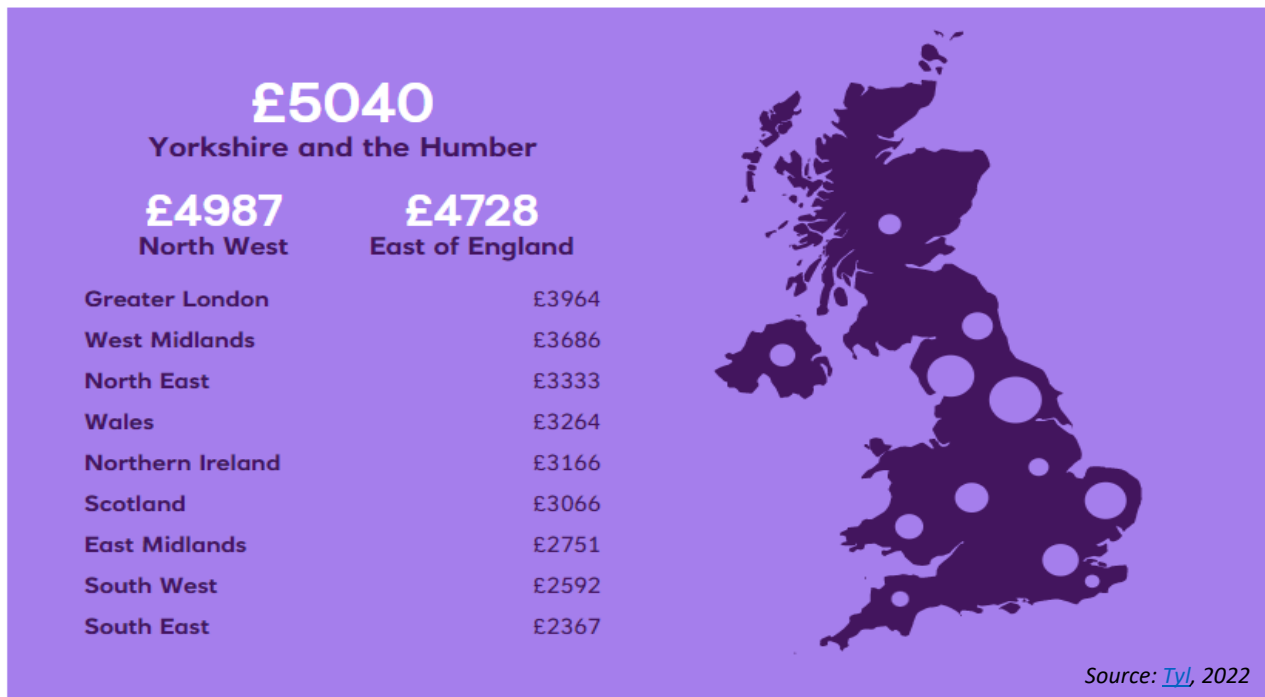 £5040
Yorkshire and the Humber
£4987 £4728
North West East of England
Greater London £3964
West Midlands £3686
North East £3333
Wales £3264
Northern Ireland £3166
Scotland £3066
East Midlands £2751
South West £2592
South East £2367
Source: Tyl, 2022